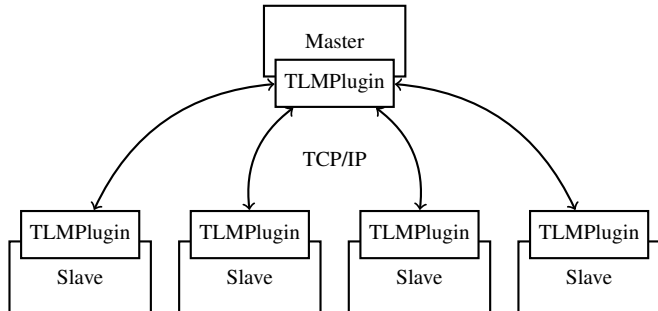 Master
TLMPlugin
TCP/IP
TLMPlugin TLMPlugin TLMPlugin TLMPlugin
Slave Slave Slave Slave